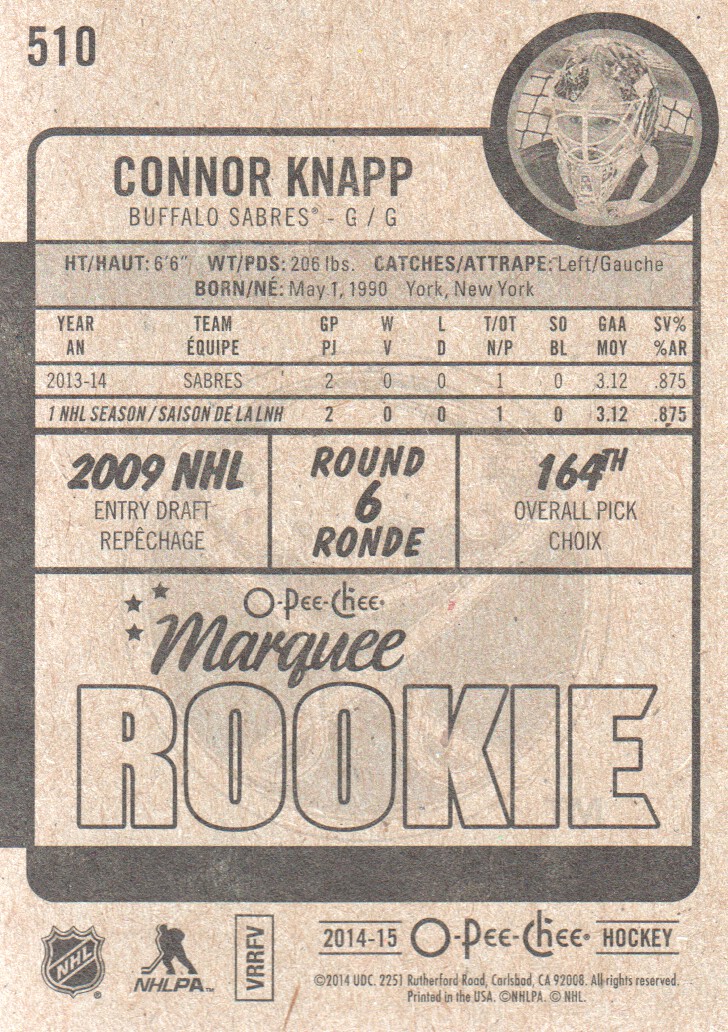 510
CONNOR KNAPP
BUFFALO SABRES® - G / G
HT/HAUT: 6'6" WT/PDS: 206 lbs. CATCHES/ATTRAPE: Left/Gauche
BORN/NÉ: May 1, 1990 York, New York
YEAR TEAM GP W L T/OT SO GAA SV%
AN ÉQUIPE PJ V D N/P BL MOY %AR
2013-14 SABRES 2 0 0 1 0 3.12 .875
1 NHL SEASON / SAISON DE LA LNH 2 0 0 1 0 3.12 .875
2009 NHL
ENTRY DRAFT
REPÊCHAGE
ROUND
6
RONDE
164TH
OVERALL PICK
CHOIX
O-Pee-Chee®
Marquee
ROOKIE
NHL ®
NHLPA™
VRRFV
2014-15 O-Pee-Chee® HOCKEY
©2014 UDC. 2251 Rutherford Road, Carlsbad, CA 92008. All rights reserved.
Printed in the USA. ©NHLPA. © NHL.